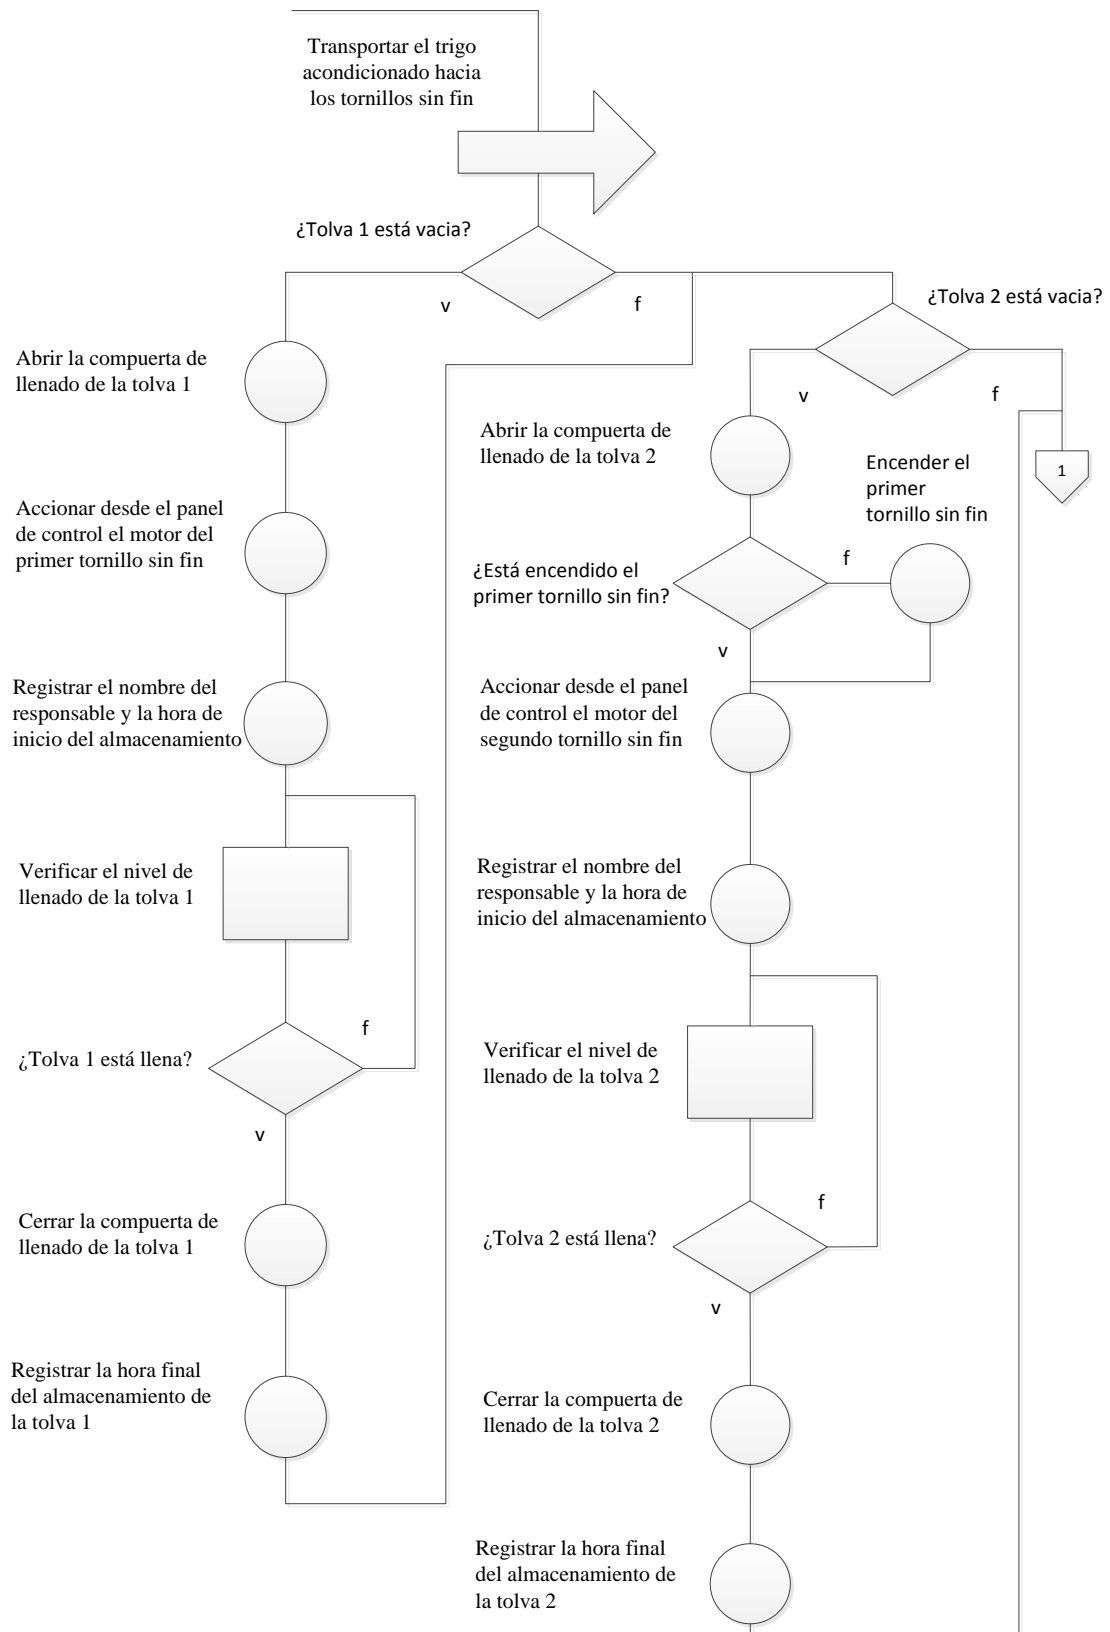 Transportar el trigo
acondicionado hacia
los tornillos sin fin
¿Tolva 1 está vacia?
v
f
¿Tolva 2 está vacia?
v
f
1
Abrir la compuerta de
llenado de la tolva 1
Accionar desde el panel
de control el motor del
primer tornillo sin fin
Registrar el nombre del
responsable y la hora de
inicio del almacenamiento
Verificar el nivel de
llenado de la tolva 1
¿Tolva 1 está llena?
f
v
Cerrar la compuerta de
llenado de la tolva 1
Registrar la hora final
del almacenamiento de
la tolva 1
Abrir la compuerta de
llenado de la tolva 2
Encender el
primer
tornillo sin fin
¿Está encendido el
primer tornillo sin fin?
f
v
Accionar desde el panel
de control el motor del
segundo tornillo sin fin
Registrar el nombre del
responsable y la hora de
inicio del almacenamiento
Verificar el nivel de
llenado de la tolva 2
¿Tolva 2 está llena?
f
v
Cerrar la compuerta de
llenado de la tolva 2
Registrar la hora final
del almacenamiento de
la tolva 2